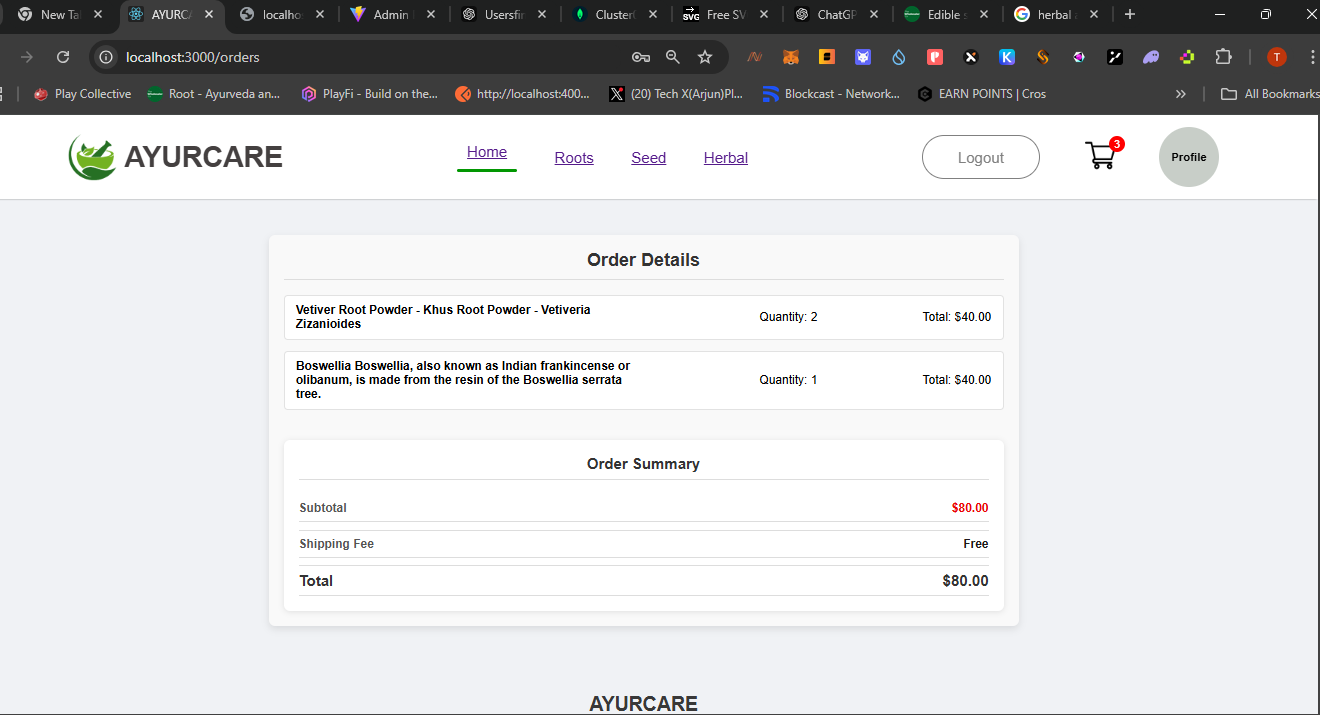 New Ta
AYURCA
localho
Admin
Usersfin
Cluster
Free SV
ChatGP
Edible s
herbal
localhost:3000/orders
T
Play Collective
Root - Ayurveda an...
PlayFi - Build on the...
http://localhost:400...
(20) Tech X(Arjun)Pl...
Blockcast - Network...
EARN POINTS | Cros
All Bookmarks
AYURCARE
Home
Roots
Seed
Herbal
Logout
3
Profile
Order Details
Vetiver Root Powder - Khus Root Powder - Vetiveria
Zizanioides
Quantity: 2
Total: $40.00
Boswellia Boswellia, also known as Indian frankincense or
olibanum, is made from the resin of the Boswellia serrata
tree.
Quantity: 1
Total: $40.00
Order Summary
Subtotal
$80.00
Shipping Fee
Free
Total
$80.00
AYURCARE